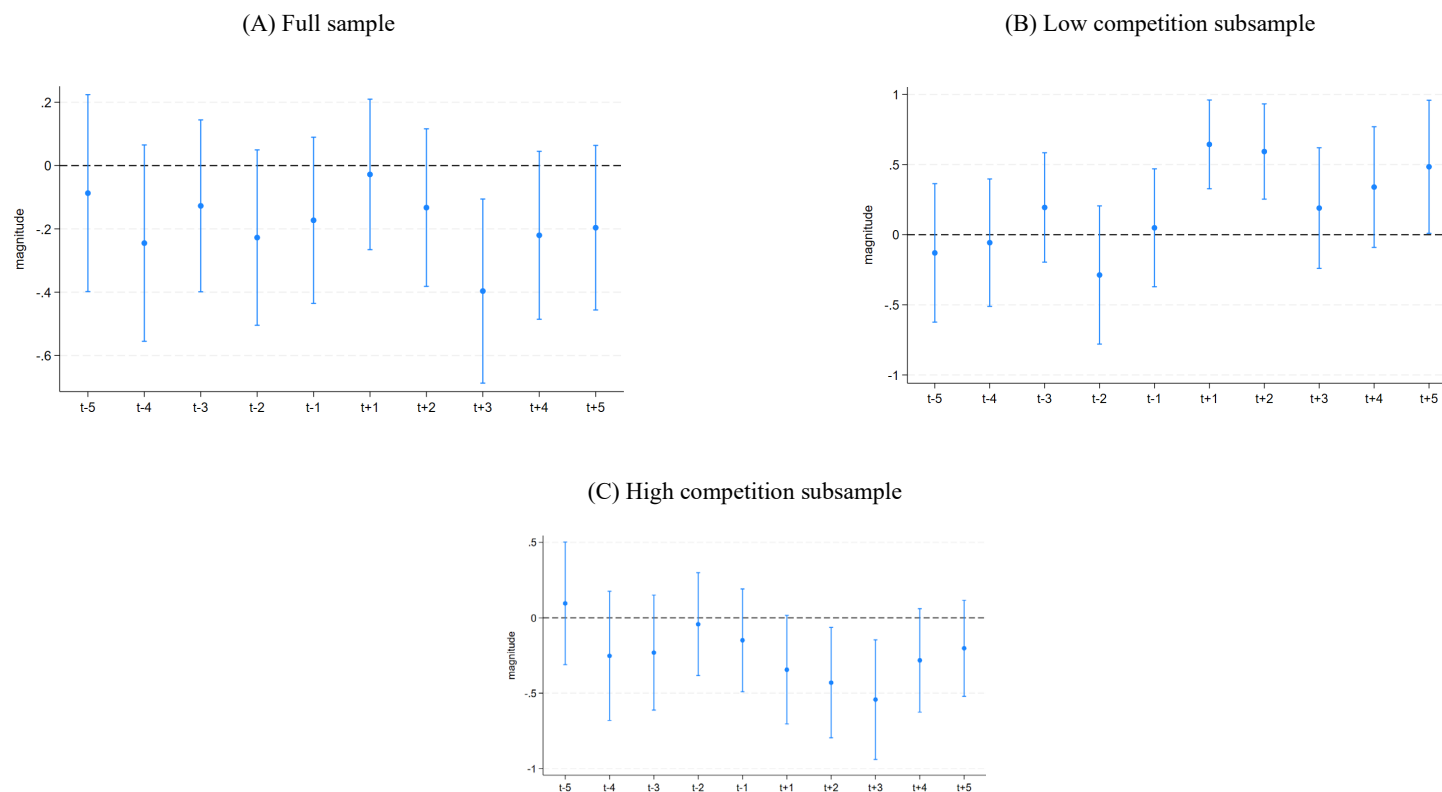 (A) Full sample
(B) Low competition subsample
.2
0
-.2
-.4
-.6
magnitude
t-5 t-4 t-3 t-2 t-1 t+1 t+2 t+3 t+4 t+5
1
.5
0
-.5
-1
magnitude
t-5 t-4 t-3 t-2 t-1 t+1 t+2 t+3 t+4 t+5
(C) High competition subsample
.5
0
-.5
-1
magnitude
t-5 t-4 t-3 t-2 t-1 t+1 t+2 t+3 t+4 t+5